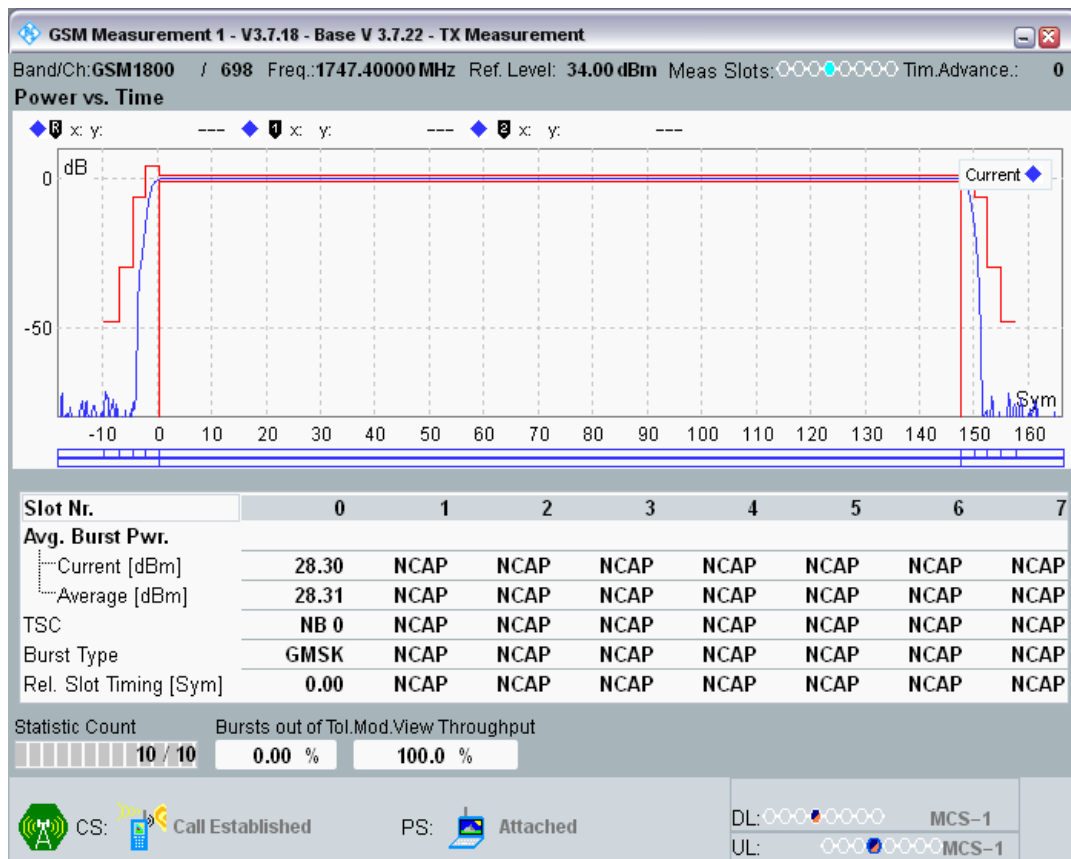 GSM Measurement 1 - V3.7.18 - Base V 3.7.22 - TX Measurement
Band/Ch:GSM1800 / 698 Freq.:1747.40000 MHz Ref. Level: 34.00 dBm Meas Slots: Tim.Advance.: 0
Power vs. Time
R x: y: --- 1 x: y: --- 2 x: y: ---
dB
0
Current
-50
Sym
-10 0 10 20 30 40 50 60 70 80 90 100 110 120 130 140 150 160
Slot Nr. 0 1 2 3 4 5 6 7
Avg. Burst Pwr.
Current [dBm] 28.30 NCAP NCAP NCAP NCAP NCAP NCAP NCAP
Average [dBm] 28.31 NCAP NCAP NCAP NCAP NCAP NCAP NCAP
TSC NB 0 NCAP NCAP NCAP NCAP NCAP NCAP NCAP
Burst Type GMSK NCAP NCAP NCAP NCAP NCAP NCAP NCAP
Rel. Slot Timing [Sym] 0.00 NCAP NCAP NCAP NCAP NCAP NCAP NCAP
Statistic Count Bursts out of Tol.Mod.View Throughput
10 / 10 0.00 % 100.0 %
CS: Call Established PS: Attached
DL: MCS-1
UL: MCS-1